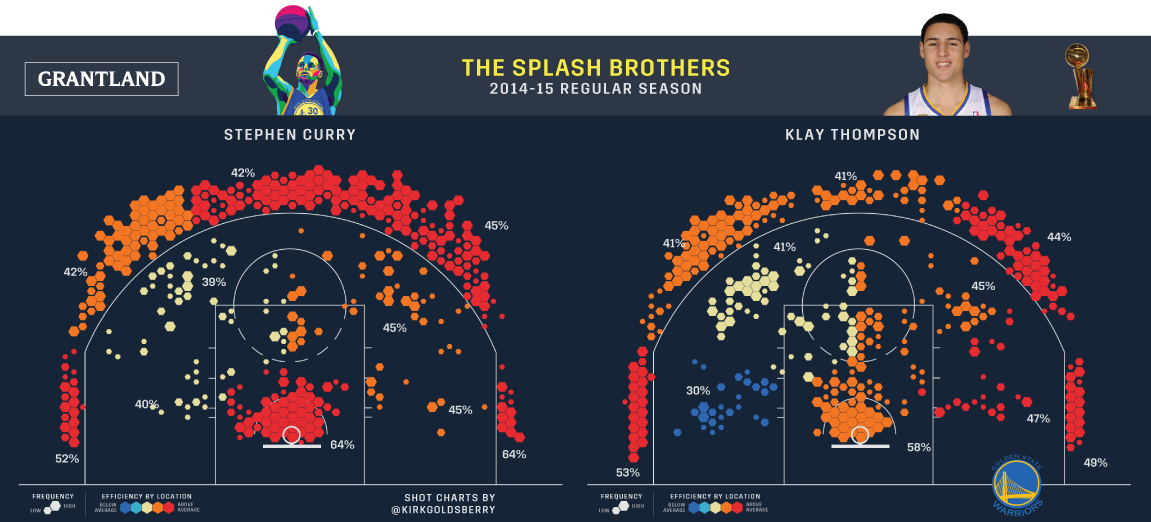 GRANTLAND
THE SPLASH BROTHERS
2014-15 REGULAR SEASON
30
STEPHEN CURRY
42%
45%
42%
39%
45%
40%
45%
64%
52%
64%
KLAY THOMPSON
41%
44%
41%
41%
45%
30%
47%
58%
53%
49%
FREQUENCY
LOW
HIGH
EFFICIENCY BY LOCATION
BELOW
AVERAGE
ABOVE
AVERAGE
SHOT CHARTS BY
@KIRKGOLDSBERRY
FREQUENCY
LOW
HIGH
EFFICIENCY BY LOCATION
BELOW
AVERAGE
ABOVE
AVERAGE
GOLDEN STATE
WARRIORS